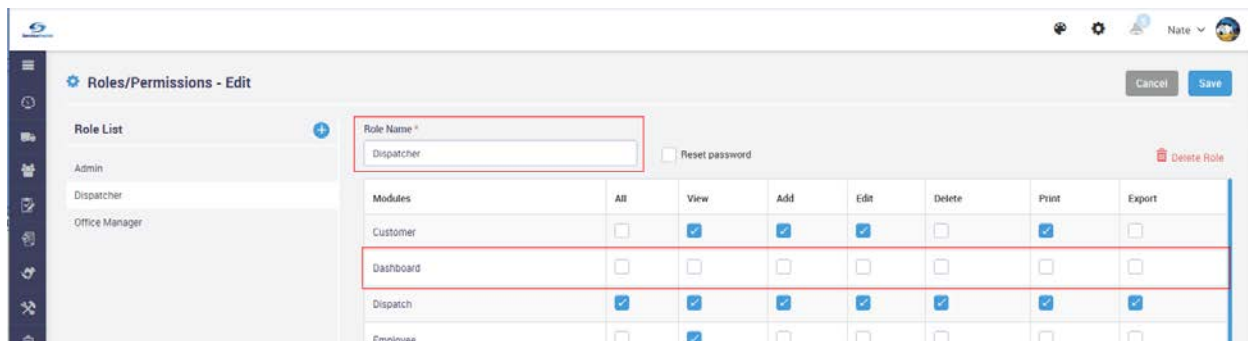 Nate
Roles/Permissions - Edit
Cancel
Save
Role List
Role Name *
Dispatcher
Reset password
Delete Role
Admin
Dispatcher
Office Manager
Modules All View Add Edit Delete Print Export
Customer
Dashboard
Dispatch
Employee